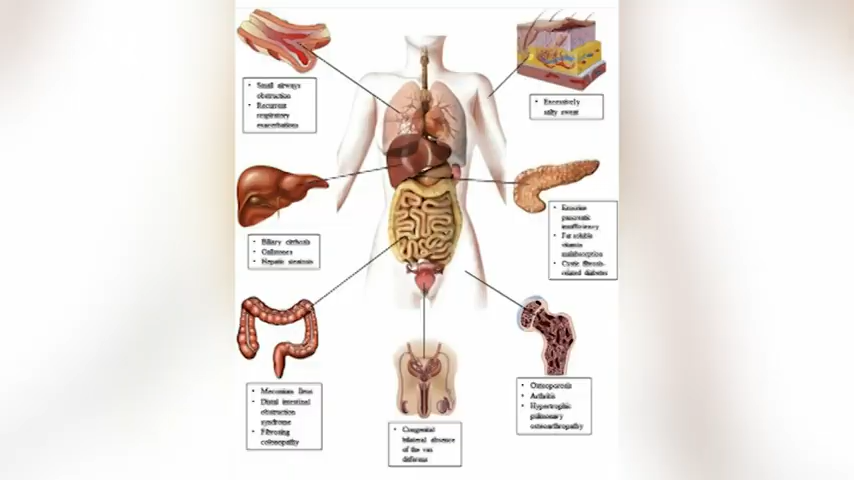 Small airways
obstruction
Recurrent
respiratory
exacerbations
Excessively
salty sweat
Biliary cirrhosis
Gallstones
Hepatic steatosis
Exocrine
pancreatic
insufficiency
Fat soluble
vitamin
malabsorption
Cystic fibrosis-
related diabetes
Meconium ileus
Distal intestinal
obstruction
syndrome
Fibrosing
colonopathy
Congenital
bilateral absence
of the vas
deferens
Osteoporosis
Arthritis
Hypertrophic
pulmonary
osteoarthropathy